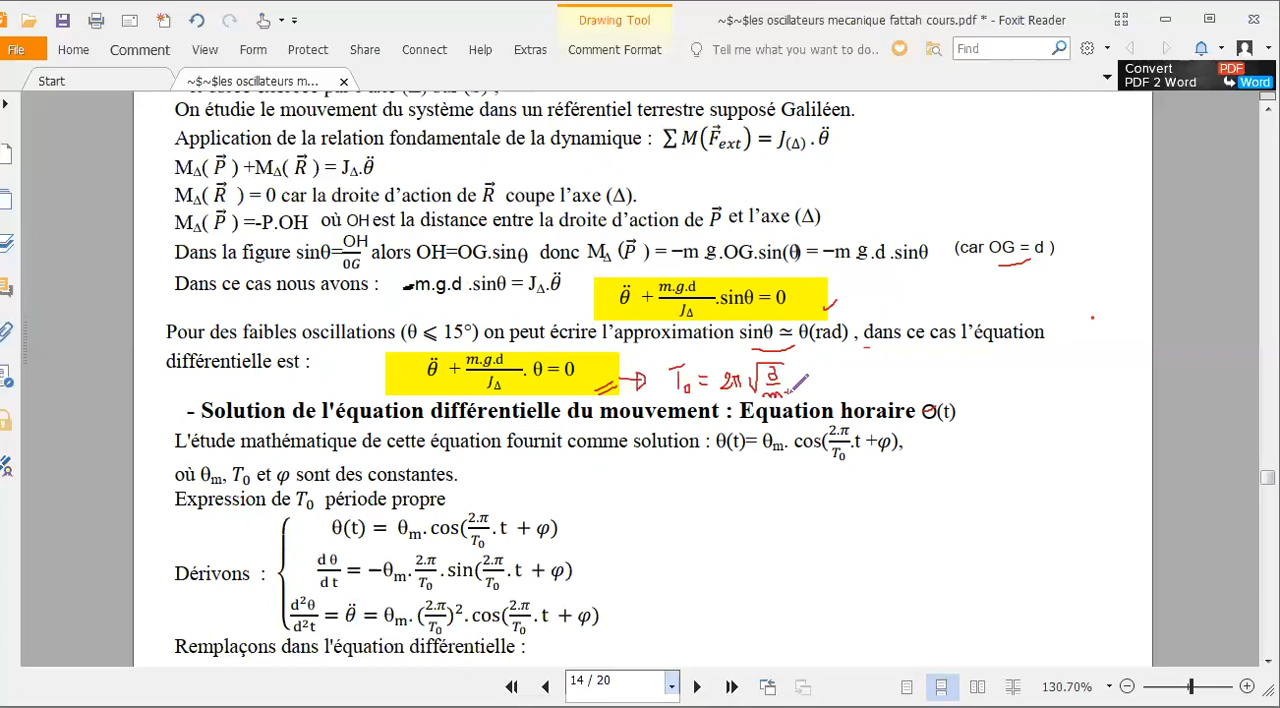 Drawing Tool
~$~$les oscillateurs mecanique fattah cours.pdf * - Foxit Reader
File Home Comment View Form Protect Share Connect Help Extras Comment Format Tell me what you want to do.. Find
Start ~$~$les oscillateurs m...
Convert PDF
PDF 2 Word Word
On étudie le mouvement du système dans un référentiel terrestre supposé Galiléen.
Application de la relation fondamentale de la dynamique : ∑ M(F⃗ext) = J(Δ) . θ̈
MΔ( P⃗ ) +MΔ( R⃗ ) = JΔ.θ̈
MΔ( R⃗ ) = 0 car la droite d’action de R⃗ coupe l’axe (Δ).
MΔ( P⃗ ) =-P.OH où OH est la distance entre la droite d’action de P⃗ et l’axe (Δ)
Dans la figure sinθ=OH/OG alors OH=OG.sinθ donc MΔ (P⃗ ) = −m g.OG.sin(θ) = −m g.d .sinθ (car OG = d )
Dans ce cas nous avons : -m.g.d .sinθ = JΔ.θ̈ θ̈ + m.g.d/JΔ .sinθ = 0
Pour des faibles oscillations (θ ⩽ 15°) on peut écrire l’approximation sinθ ≃ θ(rad) , dans ce cas l’équation
différentielle est : θ̈ + m.g.d/JΔ . θ = 0 → T0 = 2π √J/m
- Solution de l'équation différentielle du mouvement : Equation horaire Θ(t)
L'étude mathématique de cette équation fournit comme solution : θ(t)= θm. cos(2.π/T0 .t +φ),
où θm, T0 et φ sont des constantes.
Expression de T0 période propre
θ(t) = θm.cos(2.π/T0 .t + φ)
Dérivons : d θ/d t = −θm. 2.π/T0 .sin(2.π/T0 .t + φ)
d²θ/d²t = θ̈ = θm.(2.π/T0)².cos(2.π/T0 . t + φ)
Remplaçons dans l'équation différentielle :
14 / 20 130.70%